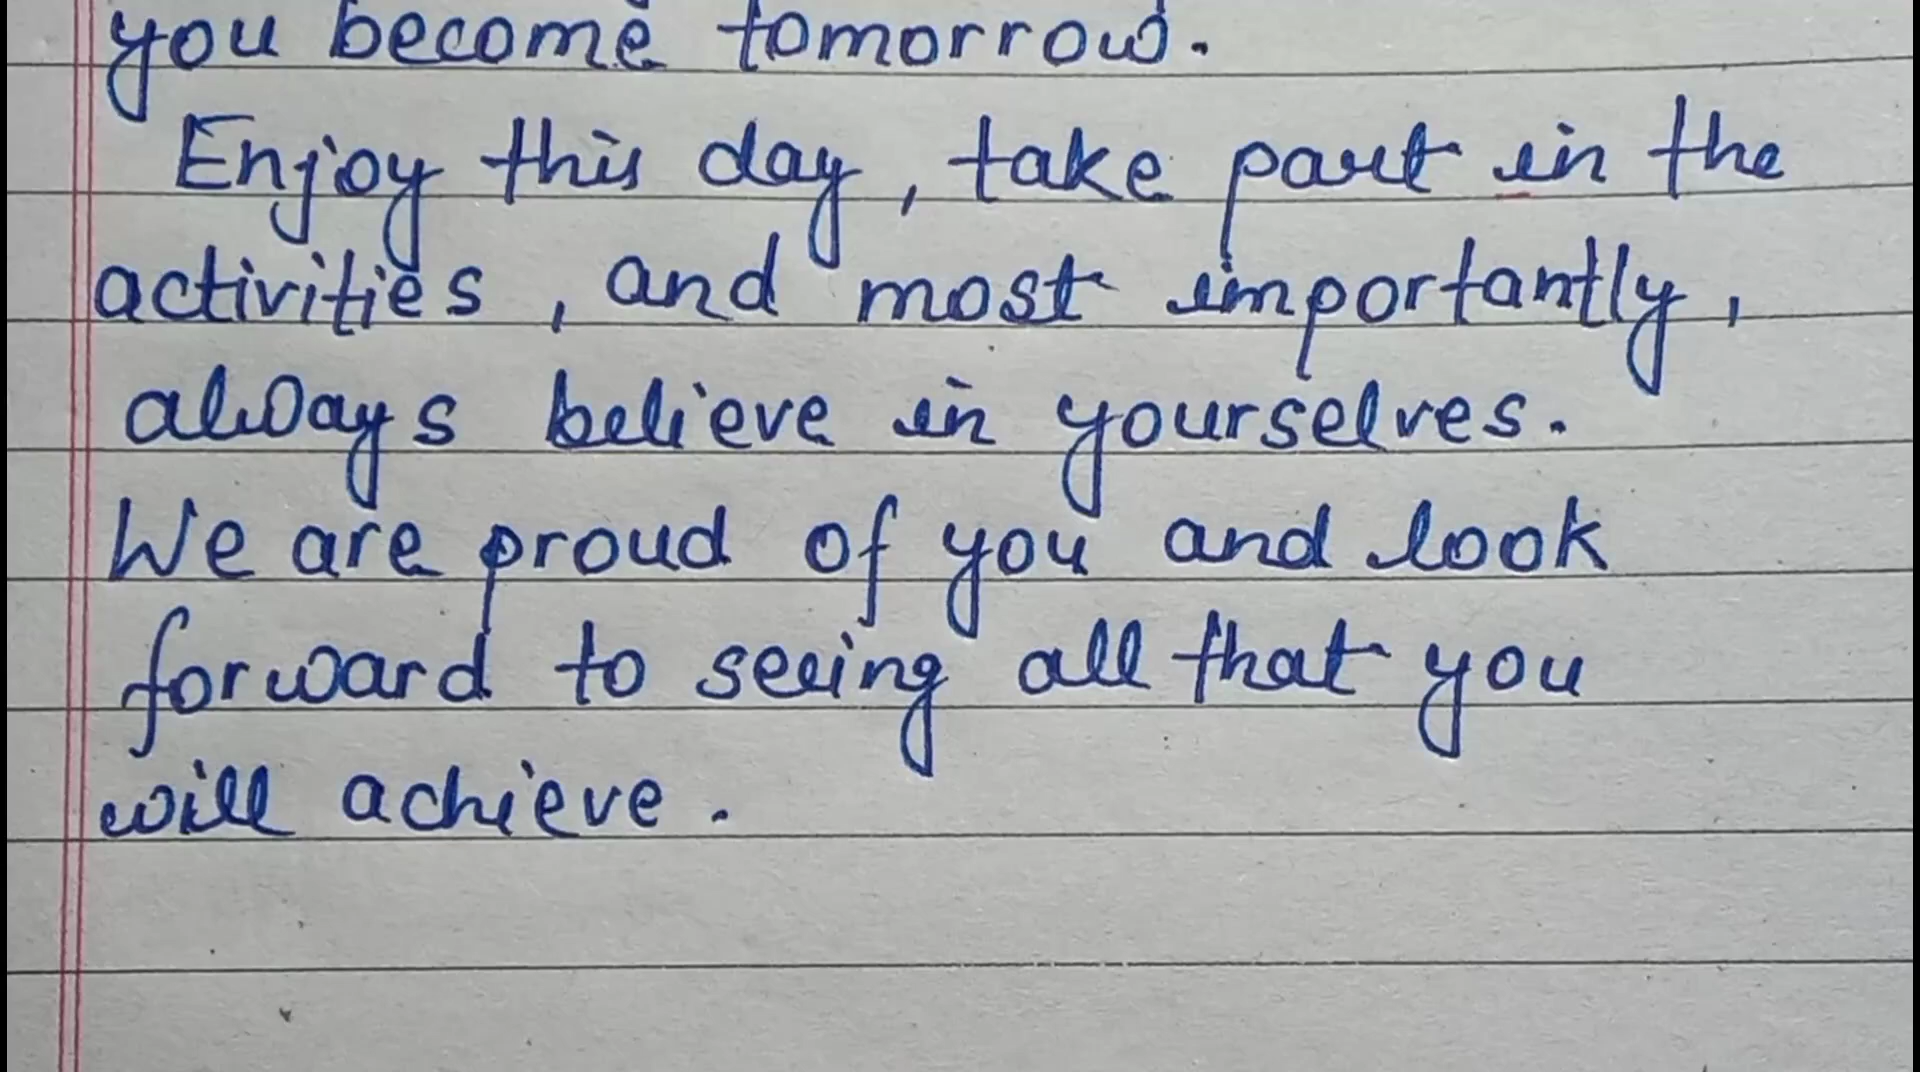 you become tomorrow.
Enjoy this day, take part in the
activities, and most importantly,
always believe in yourselves.
We are proud of you and look
forward to seeing all that you
will achieve.